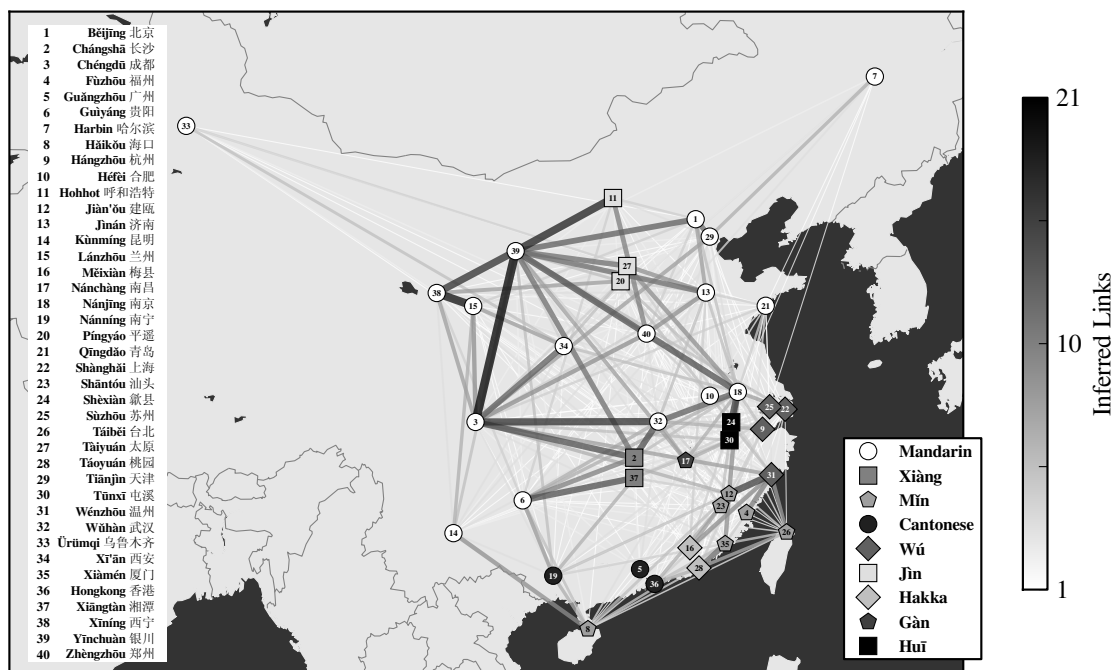 1 Běijīng 北京
2 Chángshā 长沙
3 Chéngdū 成都
4 Fùzhōu 福州
5 Guǎngzhōu 广州
6 Guìyáng 贵阳
7 Harbin 哈尔滨
8 Hǎikǒu 海口
9 Hángzhōu 杭州
10 Héfèi 合肥
11 Hohhot 呼和浩特
12 Jiàn'ǒu 建瓯
13 Jìnán 济南
14 Kùnmíng 昆明
15 Lánzhōu 兰州
16 Měixiàn 梅县
17 Nánchàng 南昌
18 Nánjīng 南京
19 Nánníng 南宁
20 Píngyáo 平遥
21 Qīngdǎo 青岛
22 Shànghǎi 上海
23 Shāntóu 汕头
24 Shèxiàn 歙县
25 Sùzhōu 苏州
26 Táiběi 台北
27 Tàiyuán 太原
28 Táoyuán 桃园
29 Tiānjìn 天津
30 Tūnxī 屯溪
31 Wénzhōu 温州
32 Wǔhàn 武汉
33 Ürümqi 乌鲁木齐
34 Xī'ān 西安
35 Xiàmén 厦门
36 Hongkong 香港
37 Xiāngtàn 湘潭
38 Xīníng 西宁
39 Yīnchuàn 银川
40 Zhèngzhōu 郑州
7
33
11
1
29
39
27
20
38
15
13
21
40
34
10
18
25
22
3
32
24
9
30
2
17
37
31
6
12
23
4
14
26
35
16
19
5
28
36
8
Mandarin
Xiàng
Mǐn
Cantonese
Wú
Jìn
Hakka
Gàn
Huī
21
10
1
Inferred Links